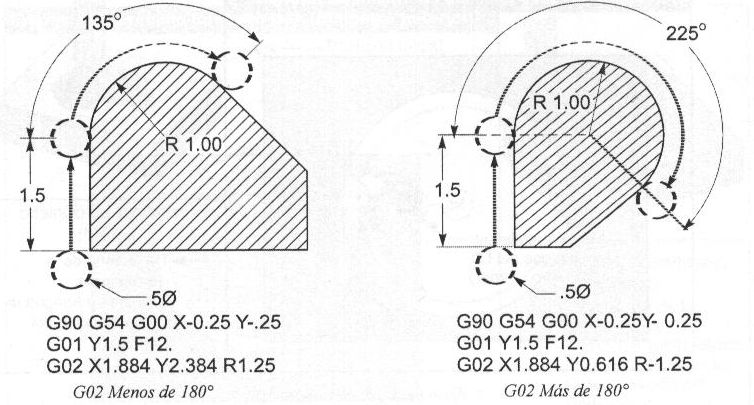 135°
R 1.00
1.5
.5Ø
G90 G54 G00 X-0.25 Y-.25
G01 Y1.5 F12.
G02 X1.884 Y2.384 R1.25
G02 Menos de 180°
225°
R 1.00
1.5
.5Ø
G90 G54 G00 X-0.25Y- 0.25
G01 Y1.5 F12.
G02 X1.884 Y0.616 R-1.25
G02 Más de 180°